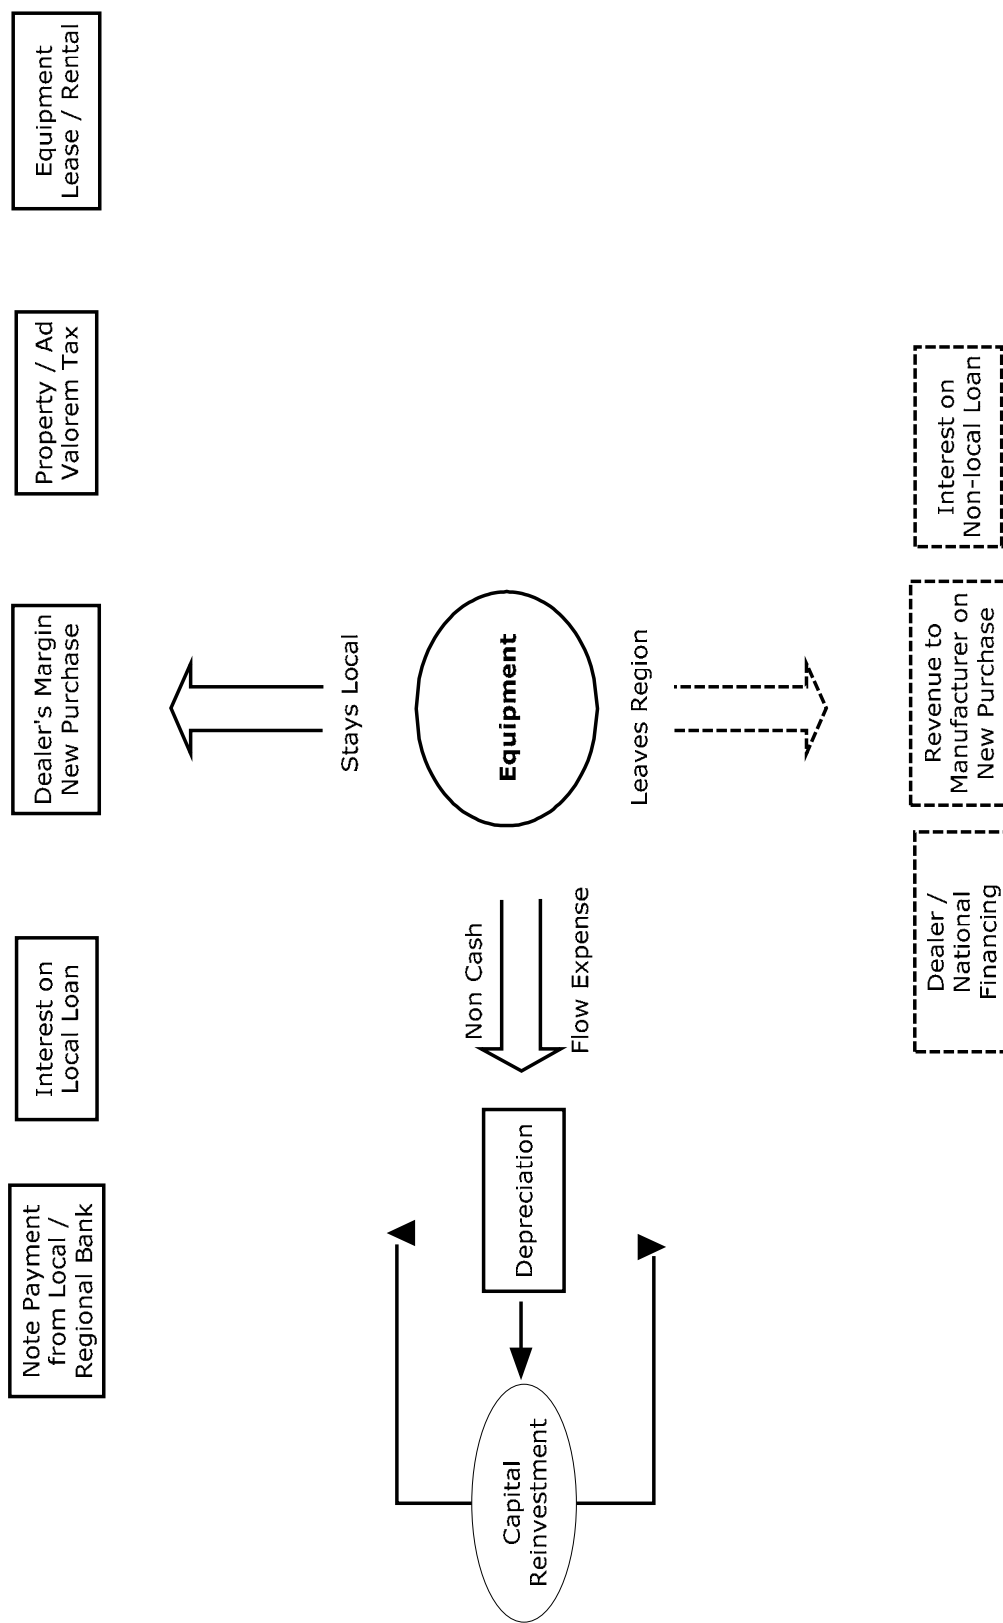 Note Payment
from Local /
Regional Bank
Interest on
Local Loan
Dealer's Margin
New Purchase
Property / Ad
Valorem Tax
Equipment
Lease / Rental
Stays Local
Capital
Reinvestment
Depreciation
Non Cash
Flow Expense
Equipment
Leaves Region
Dealer /
National
Financing
Revenue to
Manufacturer on
New Purchase
Interest on
Non-local Loan